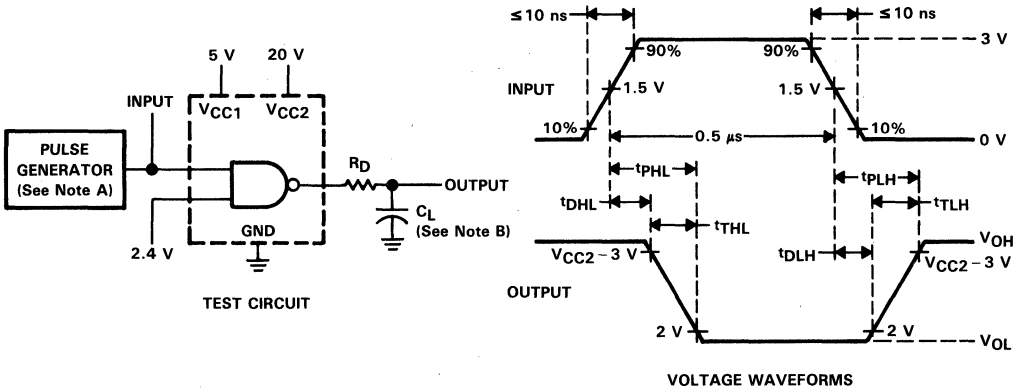 5 V
20 V
INPUT
VCC1
VCC2
PULSE
GENERATOR
(See Note A)
RD
OUTPUT
CL
(See Note B)
GND
2.4 V
TEST CIRCUIT
≤10 ns
≤10 ns
90%
90%
3 V
INPUT
1.5 V
1.5 V
10%
10%
0.5 μs
0 V
tPHL
tPLH
tDHL
tTLH
tTHL
tDLH
VOH
VCC2–3 V
VCC2–3 V
OUTPUT
2 V
2 V
VOL
VOLTAGE WAVEFORMS